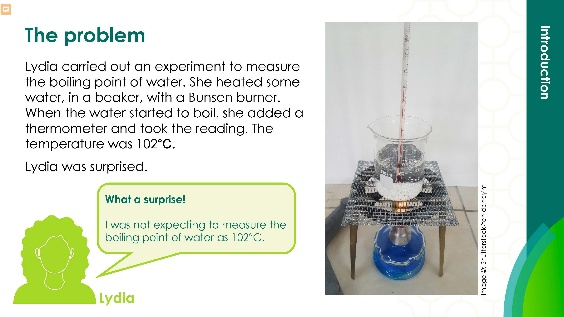 The problem
Lydia carried out an experiment to measure
the boiling point of water. She heated some
water, in a beaker, with a Bunsen burner.
When the water started to boil, she added a
thermometer and took the reading. The
temperature was 102°C.
Lydia was surprised.
What a surprise!
I was not expecting to measure the
boiling point of water as 102°C.
Lydia
Introduction